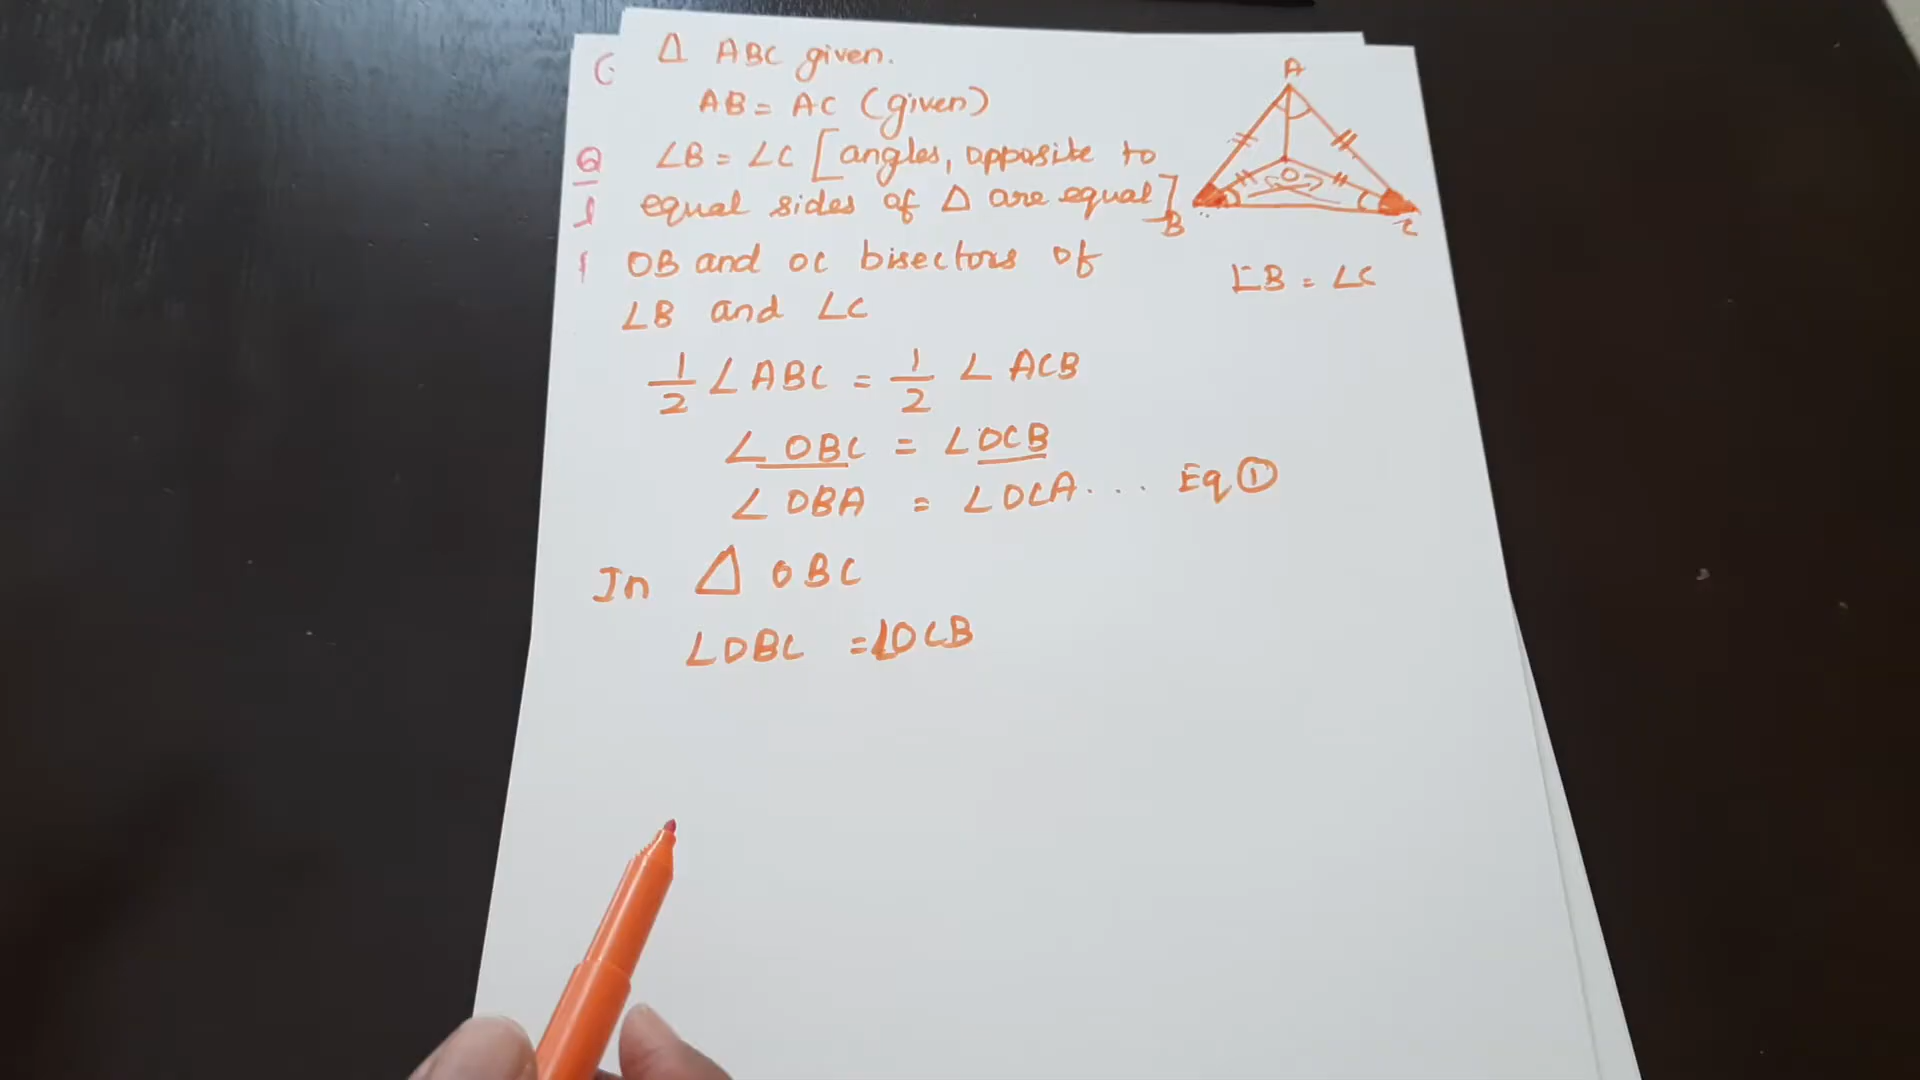 Δ ABC given.
AB = AC (given)
∠B = ∠C [angles, opposite to
equal sides of Δ are equal]
OB and OC bisectors of
∠B and ∠C
1/2 ∠ABC = 1/2 ∠ACB
∠OBC = ∠OCB
∠OBA = ∠OCA... Eq ①
In Δ OBC
∠OBC = ∠OCB
A
O
B
C
∠B = ∠C
Q